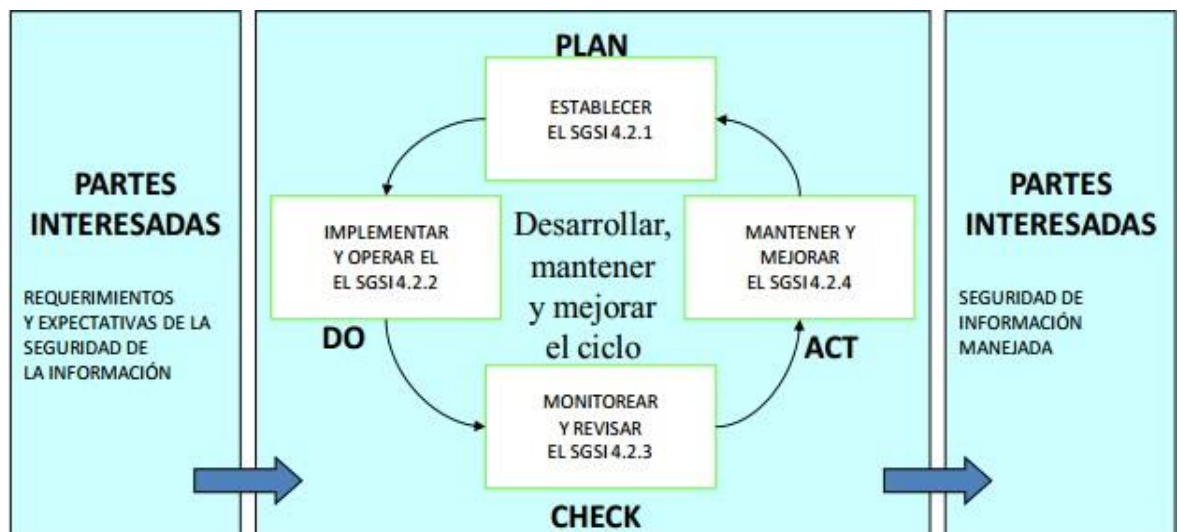 PARTES
INTERESADAS
REQUERIMIENTOS
Y EXPECTATIVAS DE LA
SEGURIDAD DE
LA INFORMACIÓN
PLAN
ESTABLECER
EL SGSI 4.2.1
IMPLEMENTAR
Y OPERAR EL
EL SGSI 4.2.2
DO
Desarrollar,
mantener
y mejorar
el ciclo
MANTENER Y
MEJORAR
EL SGSI 4.2.4
ACT
MONITOREAR
Y REVISAR
EL SGSI 4.2.3
CHECK
PARTES
INTERESADAS
SEGURIDAD DE
INFORMACIÓN
MANEJADA